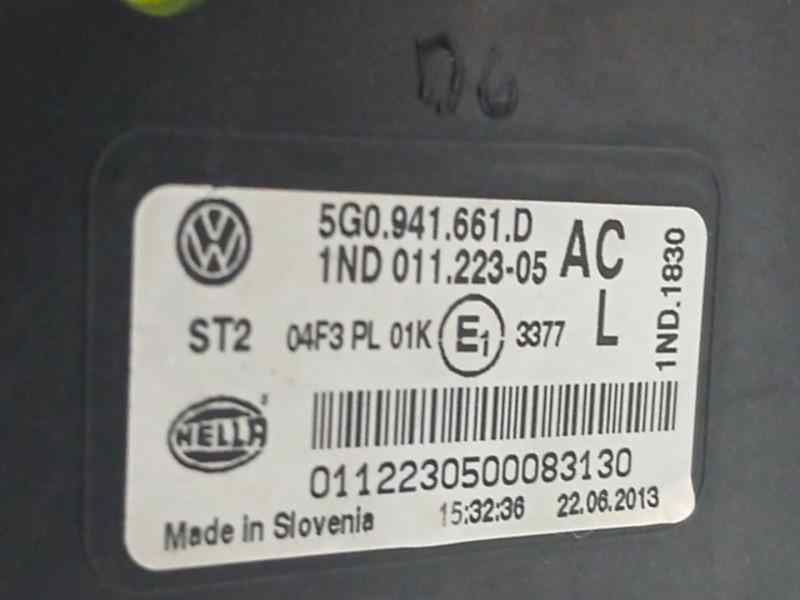 5G0.941.661.D
1ND 011.223-05 AC
L
1ND.1830
ST2 04F3 PL 01K E1 3377
HELLA
0112230500083130
Made in Slovenia 15:32:36 22.06.2013